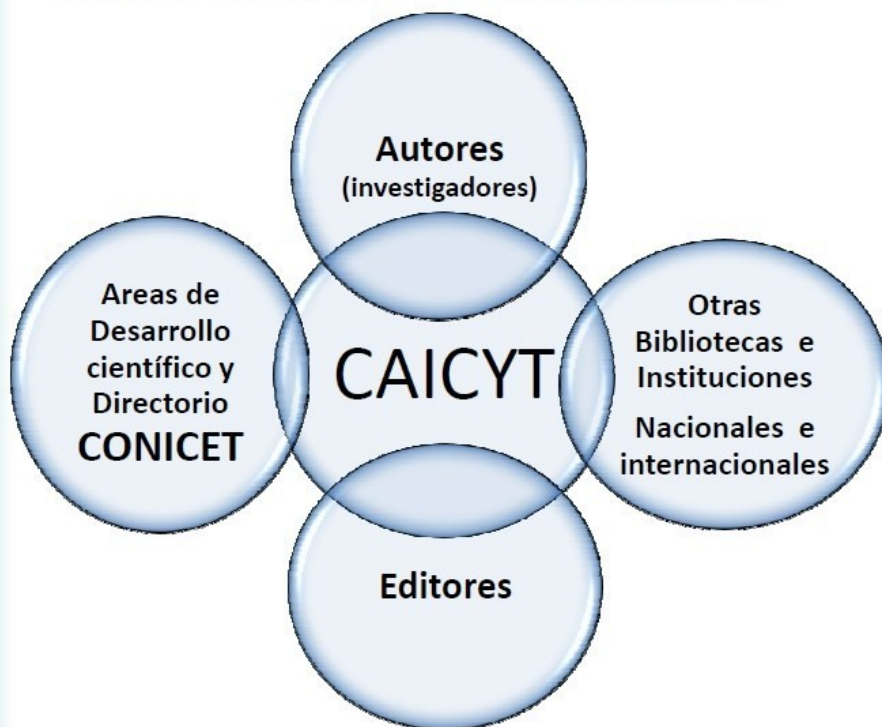 Autores
(investigadores)
Areas de
Desarrollo
científico y
Directorio
CONICET
CAICYT
Otras
Bibliotecas e
Instituciones
Nacionales e
internacionales
Editores